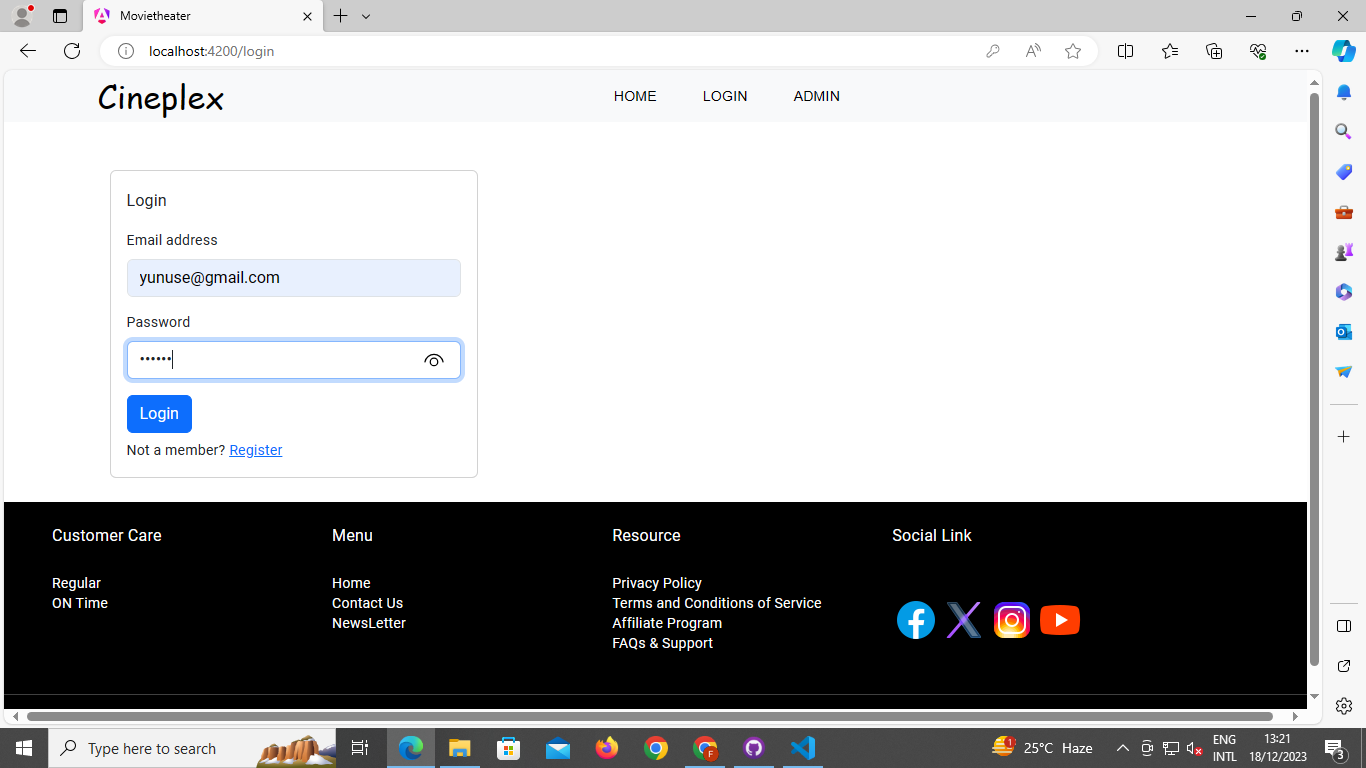 Movietheater
localhost:4200/login
Cineplex
HOME LOGIN ADMIN
Login
Email address
yunuse@gmail.com
Password
••••••
Login
Not a member? Register
Customer Care
Regular
ON Time
Menu
Home
Contact Us
NewsLetter
Resource
Privacy Policy
Terms and Conditions of Service
Affiliate Program
FAQs & Support
Social Link
Type here to search
F
1
25°C Haze
ENG
INTL
13:21
18/12/2023
3